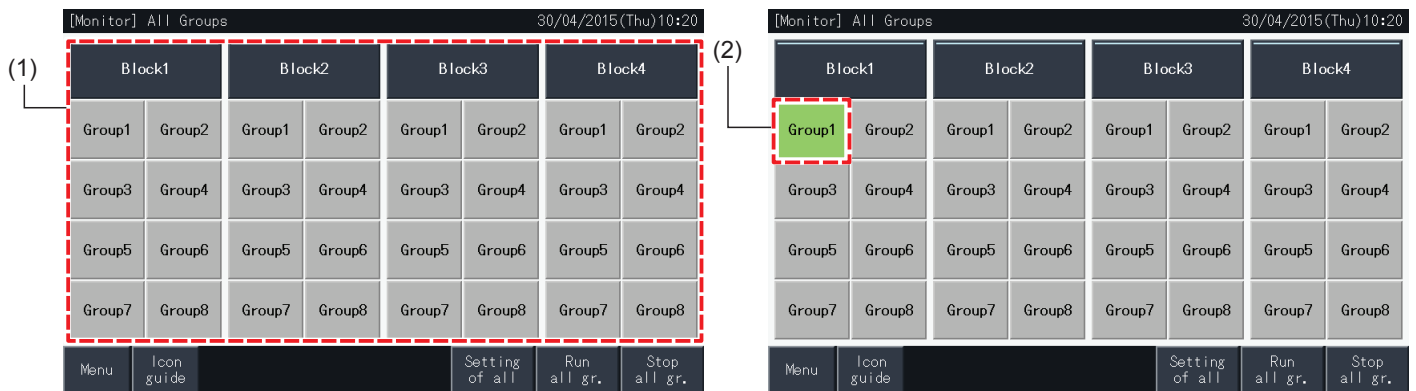 [Monitor] All Groups 30/04/2015(Thu)10:20
(1)
Block1 Block2 Block3 Block4
Group1 Group2 Group1 Group2 Group1 Group2 Group1 Group2
Group3 Group4 Group3 Group4 Group3 Group4 Group3 Group4
Group5 Group6 Group5 Group6 Group5 Group6 Group5 Group6
Group7 Group8 Group7 Group8 Group7 Group8 Group7 Group8
Menu
Icon
guide
Setting
of all
Run
all gr.
Stop
all gr.
[Monitor] All Groups 30/04/2015(Thu)10:20
(2)
Block1 Block2 Block3 Block4
Group1 Group2 Group1 Group2 Group1 Group2 Group1 Group2
Group3 Group4 Group3 Group4 Group3 Group4 Group3 Group4
Group5 Group6 Group5 Group6 Group5 Group6 Group5 Group6
Group7 Group8 Group7 Group8 Group7 Group8 Group7 Group8
Menu
Icon
guide
Setting
of all
Run
all gr.
Stop
all gr.